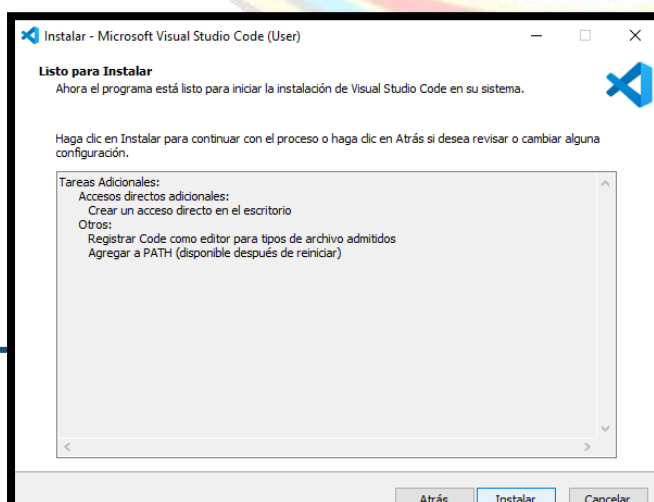 Instalar - Microsoft Visual Studio Code (User)
Listo para Instalar
Ahora el programa está listo para iniciar la instalación de Visual Studio Code en su sistema.
Haga clic en Instalar para continuar con el proceso o haga clic en Atrás si desea revisar o cambiar alguna
configuración.
Tareas Adicionales:
Accesos directos adicionales:
Crear un acceso directo en el escritorio
Otros:
Registrar Code como editor para tipos de archivo admitidos
Agregar a PATH (disponible después de reiniciar)
Atrás Instalar Cancelar